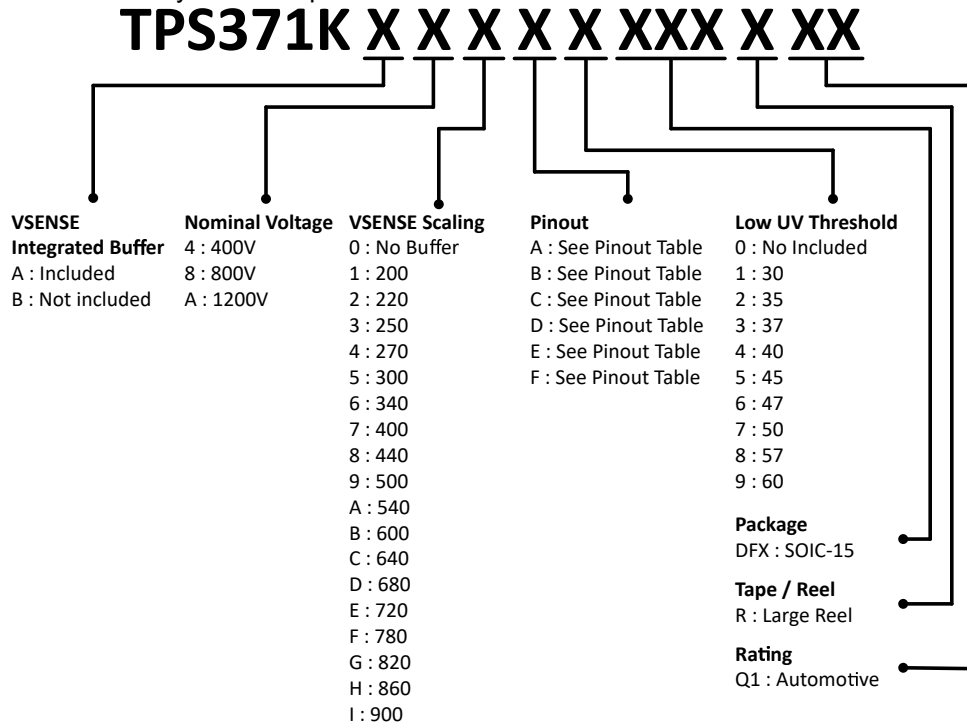 TPS371K X X X X X XXX X XX
VSENSE
Integrated Buffer
A : Included
B : Not included
Nominal Voltage
4 : 400V
8 : 800V
A : 1200V
VSENSE Scaling
0 : No Buffer
1 : 200
2 : 220
3 : 250
4 : 270
5 : 300
6 : 340
7 : 400
8 : 440
9 : 500
A : 540
B : 600
C : 640
D : 680
E : 720
F : 780
G : 820
H : 860
I : 900
Pinout
A : See Pinout Table
B : See Pinout Table
C : See Pinout Table
D : See Pinout Table
E : See Pinout Table
F : See Pinout Table
Low UV Threshold
0 : No Included
1 : 30
2 : 35
3 : 37
4 : 40
5 : 45
6 : 47
7 : 50
8 : 57
9 : 60
Package
DFX : SOIC-15
Tape / Reel
R : Large Reel
Rating
Q1 : Automotive